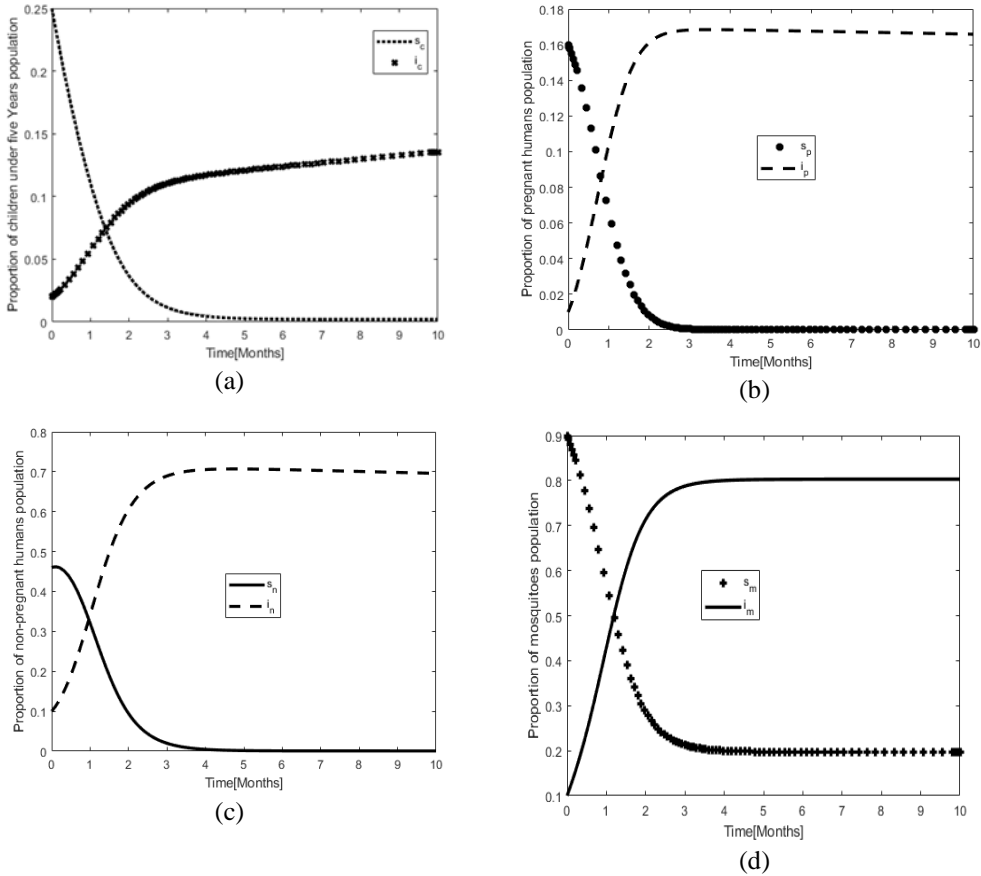 Proportion of children under five Years population
0.25
0.2
0.15
0.1
0.05
0
0 1 2 3 4 5 6 7 8 9 10
Time[Months]
s_c
i_c
(a)
Proportion of pregnant humans population
0.18
0.16
0.14
0.12
0.1
0.08
0.06
0.04
0.02
0
0 1 2 3 4 5 6 7 8 9 10
Time[Months]
s_p
i_p
(b)
Proportion of non-pregnant humans population
0.8
0.7
0.6
0.5
0.4
0.3
0.2
0.1
0
0 1 2 3 4 5 6 7 8 9 10
Time[Months]
s_n
i_n
(c)
Proportion of mosquitoes population
0.9
0.8
0.7
0.6
0.5
0.4
0.3
0.2
0.1
0 1 2 3 4 5 6 7 8 9 10
Time[Months]
s_m
i_m
(d)